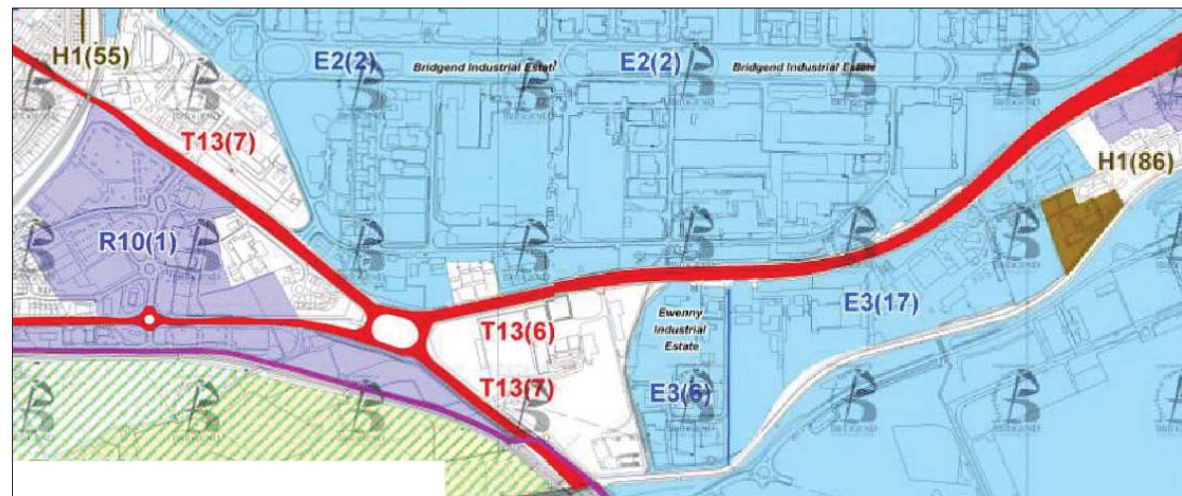 H1(55)
E2(2)
Bridgend Industrial Estate
E2(2)
Bridgend Industrial Estate
T13(7)
H1(86)
R10(1)
E3(17)
Ewenny
Industrial
Estate
T13(6)
T13(7)
E3(6)